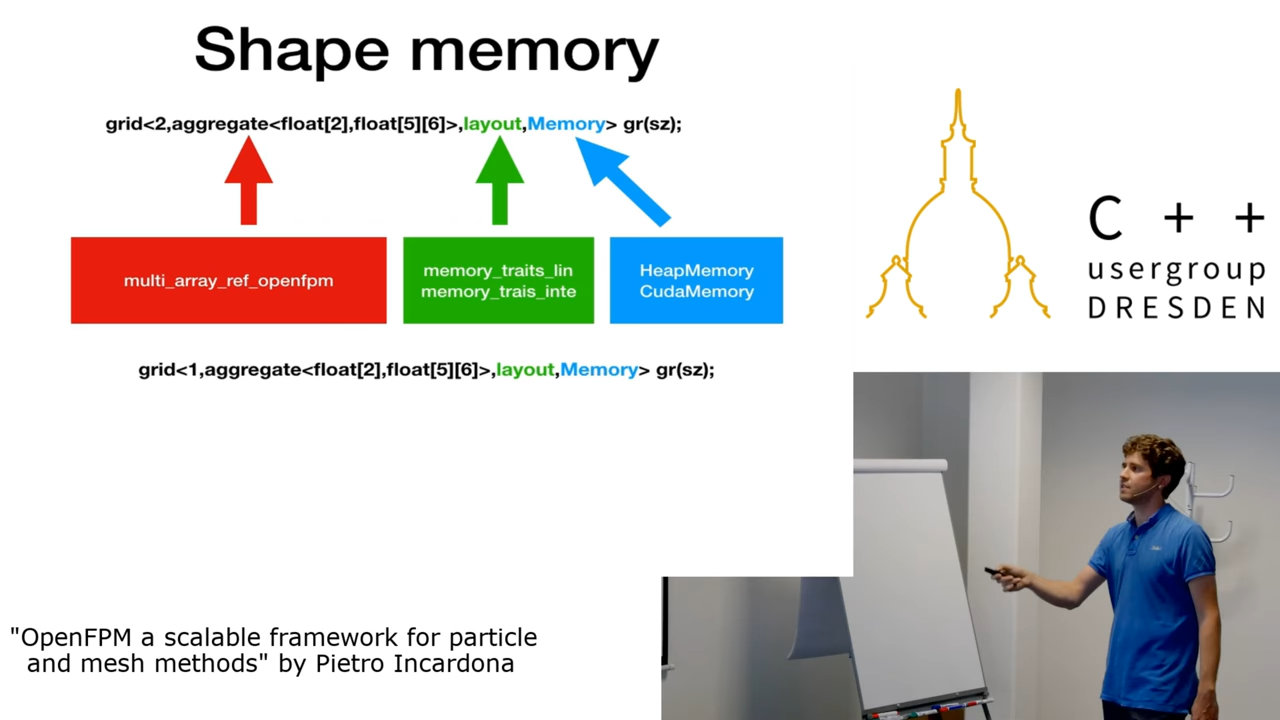 Shape memory
grid<2,aggregate<float[2],float[5][6]>,layout,Memory> gr(sz);
multi_array_ref_openfpm
memory_traits_lin
memory_trais_inte
HeapMemory
CudaMemory
grid<1,aggregate<float[2],float[5][6]>,layout,Memory> gr(sz);
C + +
usergroup
DRESDEN
"OpenFPM a scalable framework for particle
and mesh methods" by Pietro Incardona